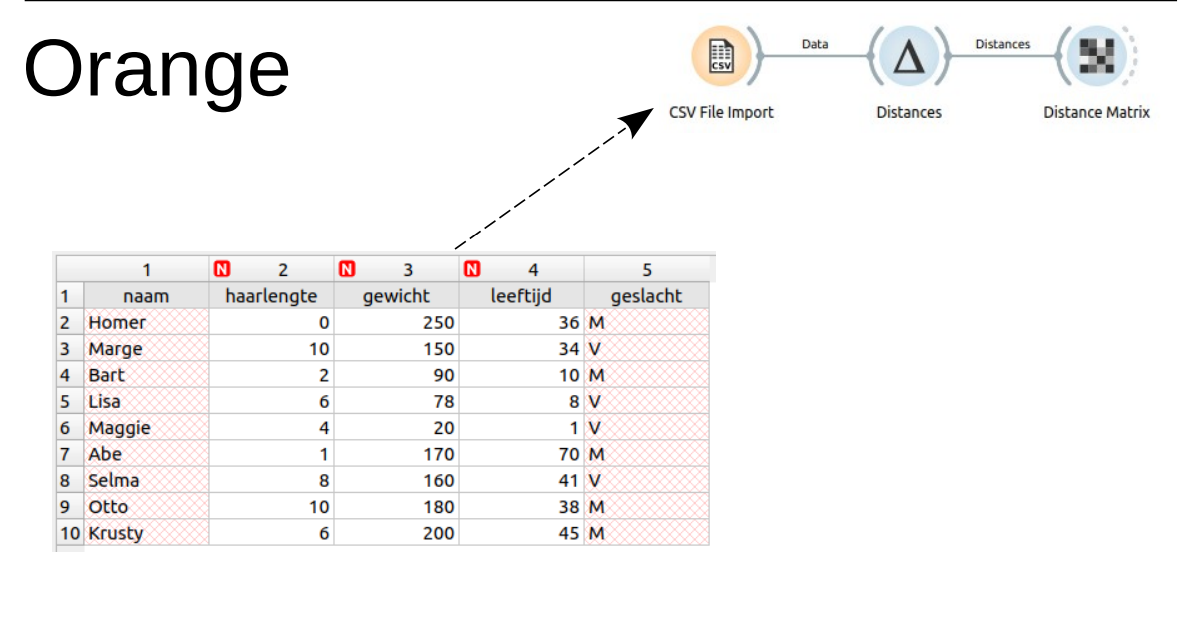 Orange
Data Distances
CSV
CSV File Import Distances Distance Matrix
1 N 2 N 3 N 4 5
1 naam haarlengte gewicht leeftijd geslacht
2 Homer 0 250 36 M
3 Marge 10 150 34 V
4 Bart 2 90 10 M
5 Lisa 6 78 8 V
6 Maggie 4 20 1 V
7 Abe 1 170 70 M
8 Selma 8 160 41 V
9 Otto 10 180 38 M
10 Krusty 6 200 45 M